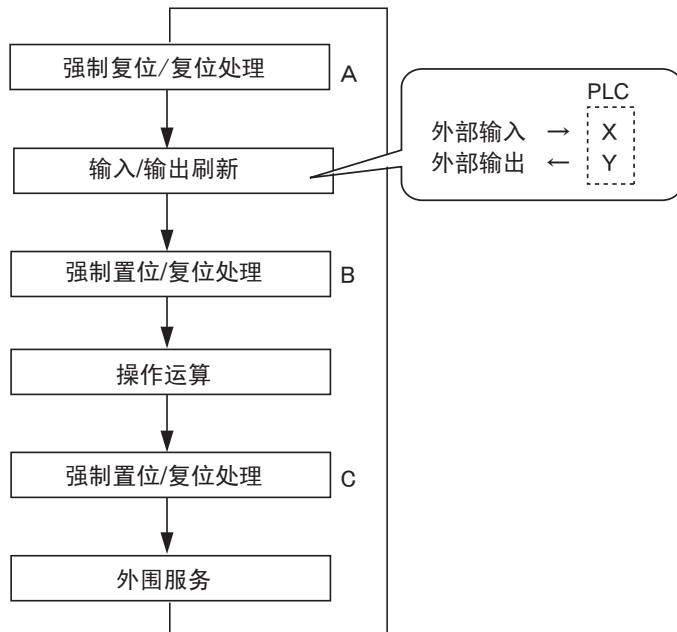 强制复位/复位处理 A
PLC
外部输入 → X
外部输出 ← Y
输入/输出刷新
强制置位/复位处理 B
操作运算
强制置位/复位处理 C
外围服务